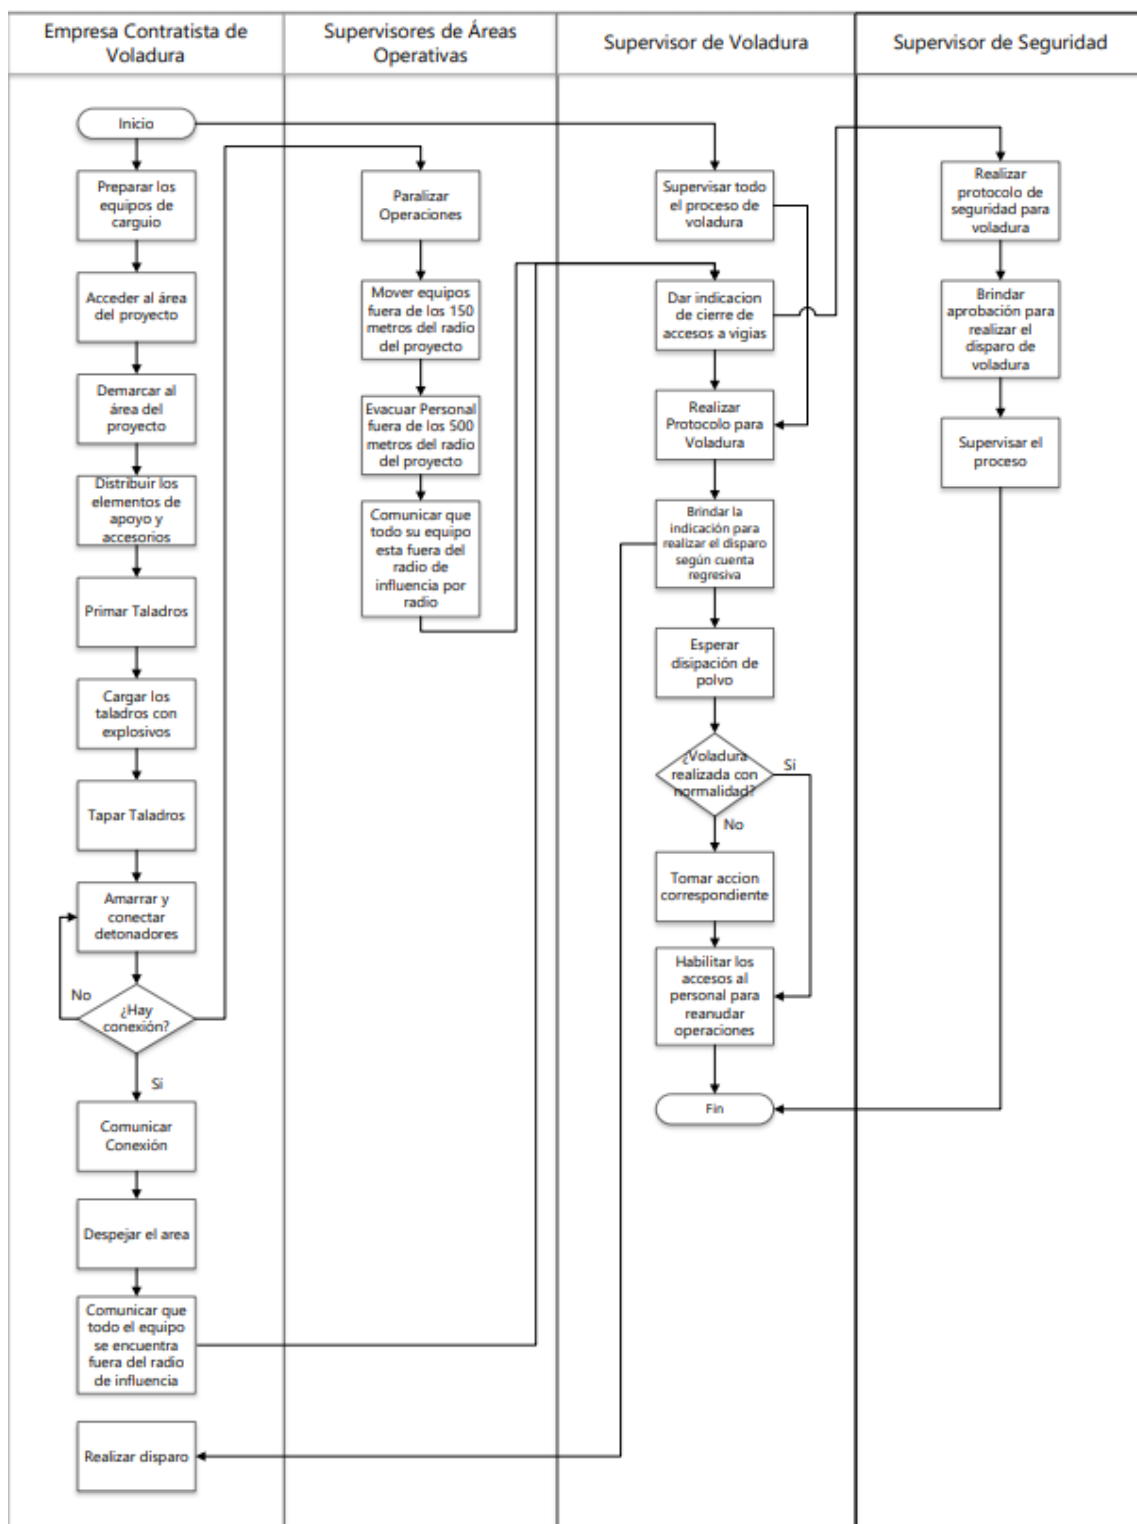 Empresa Contratista de
Voladura
Supervisores de Áreas
Operativas
Supervisor de Voladura
Supervisor de Seguridad
Inicio
Preparar los
equipos de
carguio
Acceder al área
del proyecto
Demarcar al
área del
proyecto
Distribuir los
elementos de
apoyo y
accesorios
Primar Taladros
Cargar los
taladros con
explosivos
Tapar Taladros
Amarrar y
conectar
detonadores
No
¿Hay
conexión?
Si
Comunicar
Conexión
Despejar el area
Comunicar que
todo el equipo
se encuentra
fuera del radio
de influencia
Realizar disparo
Paralizar
Operaciones
Mover equipos
fuera de los 150
metros del radio
del proyecto
Evacuar Personal
fuera de los 500
metros del radio
del proyecto
Comunicar que
todo su equipo
esta fuera del
radio de
influencia por
radio
Supervisar todo
el proceso de
voladura
Dar indicacion
de cierre de
accesos a vigias
Realizar
Protocolo para
Voladura
Brindar la
indicación para
realizar el disparo
según cuenta
regresiva
Esperar
disipación de
polvo
¿Voladura
realizada con
normalidad?
Si
No
Tomar accion
correspondiente
Habilitar los
accesos al
personal para
reanudar
operaciones
Fin
Realizar
protocolo de
seguridad para
voladura
Brindar
aprobación para
realizar el
disparo de
voladura
Supervisar el
proceso